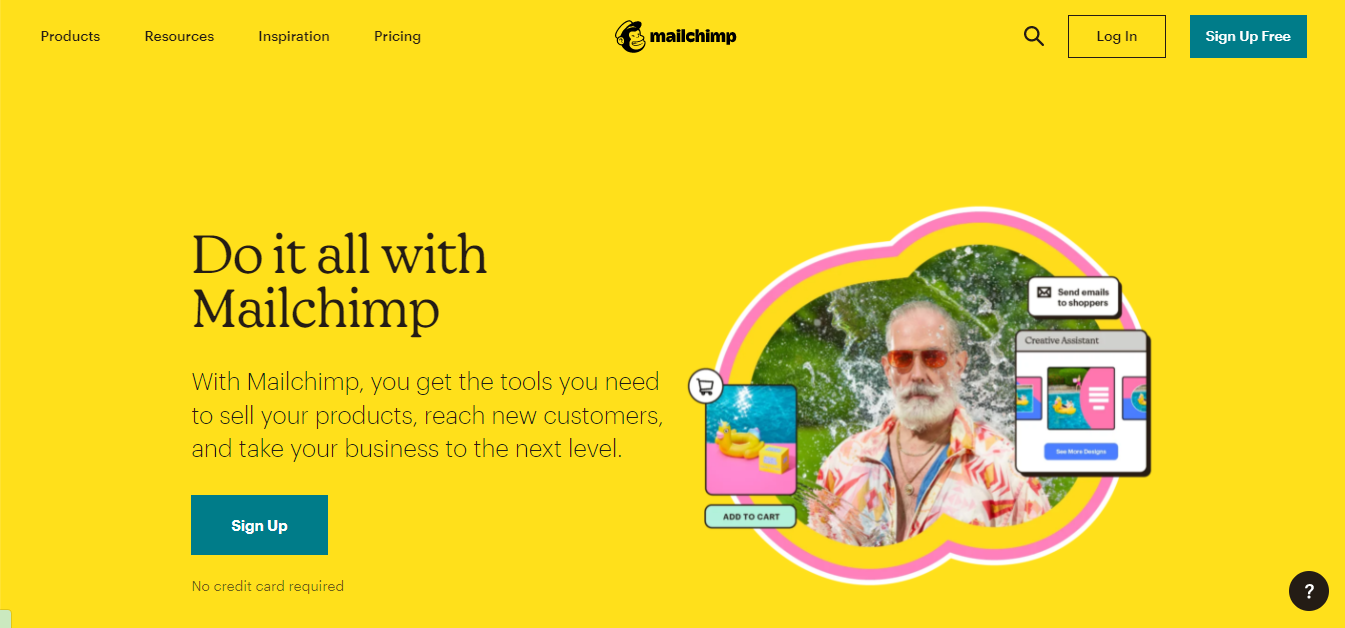 Products
Resources
Inspiration
Pricing
mailchimp
Log In
Sign Up Free
Do it all with
Mailchimp
With Mailchimp, you get the tools you need
to sell your products, reach new customers,
and take your business to the next level.
Sign Up
No credit card required
Send emails
to shoppers
Creative Assistant
See More Designs
ADD TO CART
?